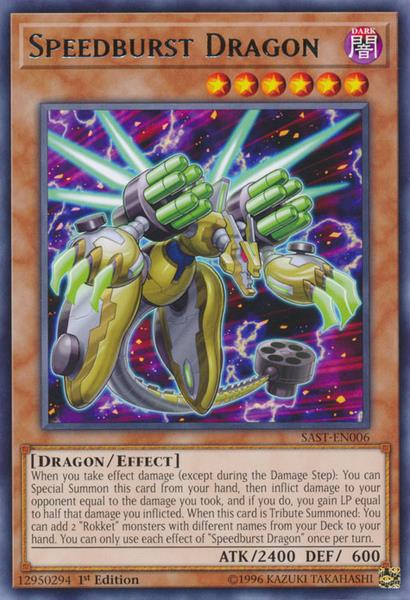 SPEEDBURST DRAGON
DARK
闇
SAST-EN006
[DRAGON/EFFECT]
When you take effect damage (except during the Damage Step): You can
Special Summon this card from your hand, then inflict damage to your
opponent equal to the damage you took, and if you do, you gain LP equal
to half that damage you inflicted. When this card is Tribute Summoned: You
can add 2 "Rokket" monsters with different names from your Deck to your
hand. You can only use each effect of "Speedburst Dragon" once per turn.
ATK/2400 DEF/ 600
12950294 1st Edition ©1996 KAZUKI TAKAHASHI